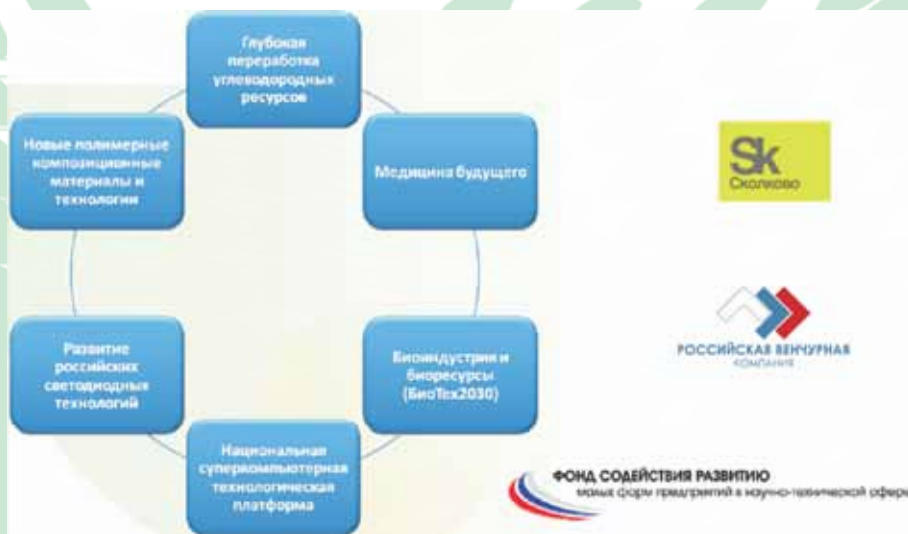 Глубокая
переработка
углеводородных
ресурсов
Медицина будущего
Биоиндустрия и
биоресурсы
(БиоТех2030)
Национальная
суперкомпьютерная
технологическая
платформа
Развитие
российских
светодиодных
технологий
Новые полимерные
композиционные
материалы и
технологии
Sk
Сколково
РОССИЙСКАЯ ВЕНЧУРНАЯ
КОМПАНИЯ
ФОНД СОДЕЙСТВИЯ РАЗВИТИЮ
малых форм предприятий в научно-технической сфере